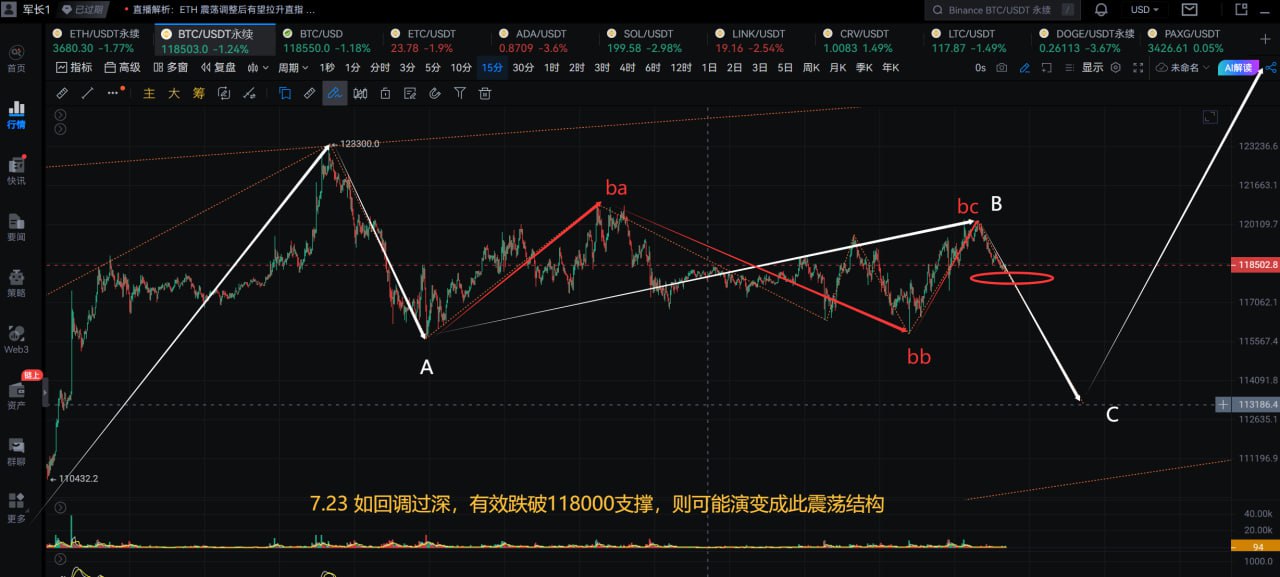 军长1 已过期 直播解析：ETH 震荡调整后有望拉升直指 ... Binance BTC/USDT 永续 / USD
ETH/USDT永续 BTC/USDT永续 BTC/USD ETC/USDT ADA/USDT SOL/USDT LINK/USDT CRV/USDT LTC/USDT DOGE/USDT永续 PAXG/USDT
3680.30 -1.77% 118503.0 -1.24% 118550.0 -1.18% 23.78 -1.9% 0.8709 -3.6% 199.58 -2.98% 19.16 -2.54% 1.0083 1.49% 117.87 -1.49% 0.26113 -3.67% 3426.61 0.05%
指标 高级 多窗 复盘 周期 1秒 1分 分时 3分 5分 10分 15分 30分 1时 2时 3时 4时 6时 12时 1日 2日 3日 5日 周K 月K 季K 年K 0s 显示 未命名 AI解读
主 大 筹
首页
行情
快讯
要闻
策略
Web3
链上
资产
群聊
更多
123300.0
ba
bc B
A
bb
C
110432.2
7.23 如回调过深，有效跌破118000支撑，则可能演变成此震荡结构
123236.6
121663.1
120109.7
118502.8
117062.1
115567.4
114091.8
113186.4
112635.1
111196.9
40.00k
20.00k
94
1000.0